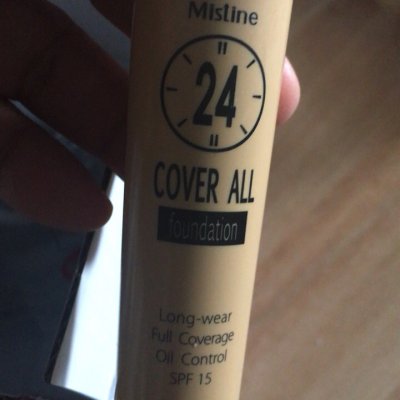 Mistine
24
COVER ALL
foundation
Long-wear
Full Coverage
Oil Control
SPF 15